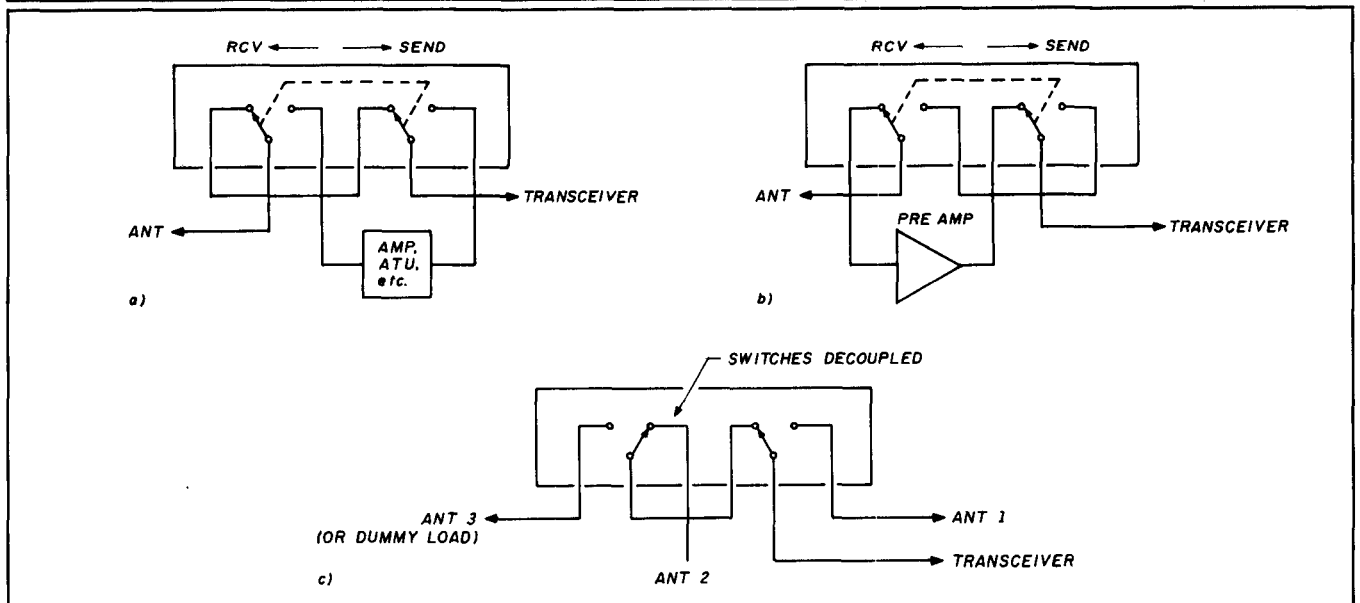 RCV SEND
ANT
TRANSCEIVER
AMP,
ATU,
etc.
a)
RCV SEND
ANT
PRE AMP
TRANSCEIVER
b)
SWITCHES DECOUPLED
ANT 3
(OR DUMMY LOAD)
ANT 1
TRANSCEIVER
ANT 2
c)